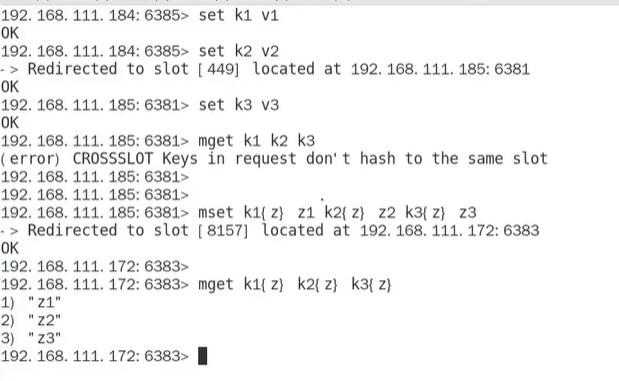 192.168.111.184:6385> set k1 v1
OK
192.168.111.184:6385> set k2 v2
-> Redirected to slot [449] located at 192.168.111.185:6381
OK
192.168.111.185:6381> set k3 v3
OK
192.168.111.185:6381> mget k1 k2 k3
(error) CROSSSLOT Keys in request don't hash to the same slot
192.168.111.185:6381>
192.168.111.185:6381>
192.168.111.185:6381> mset k1{z} z1 k2{z} z2 k3{z} z3
-> Redirected to slot [8157] located at 192.168.111.172:6383
OK
192.168.111.172:6383>
192.168.111.172:6383> mget k1{z} k2{z} k3{z}
1) "z1"
2) "z2"
3) "z3"
192.168.111.172:6383>